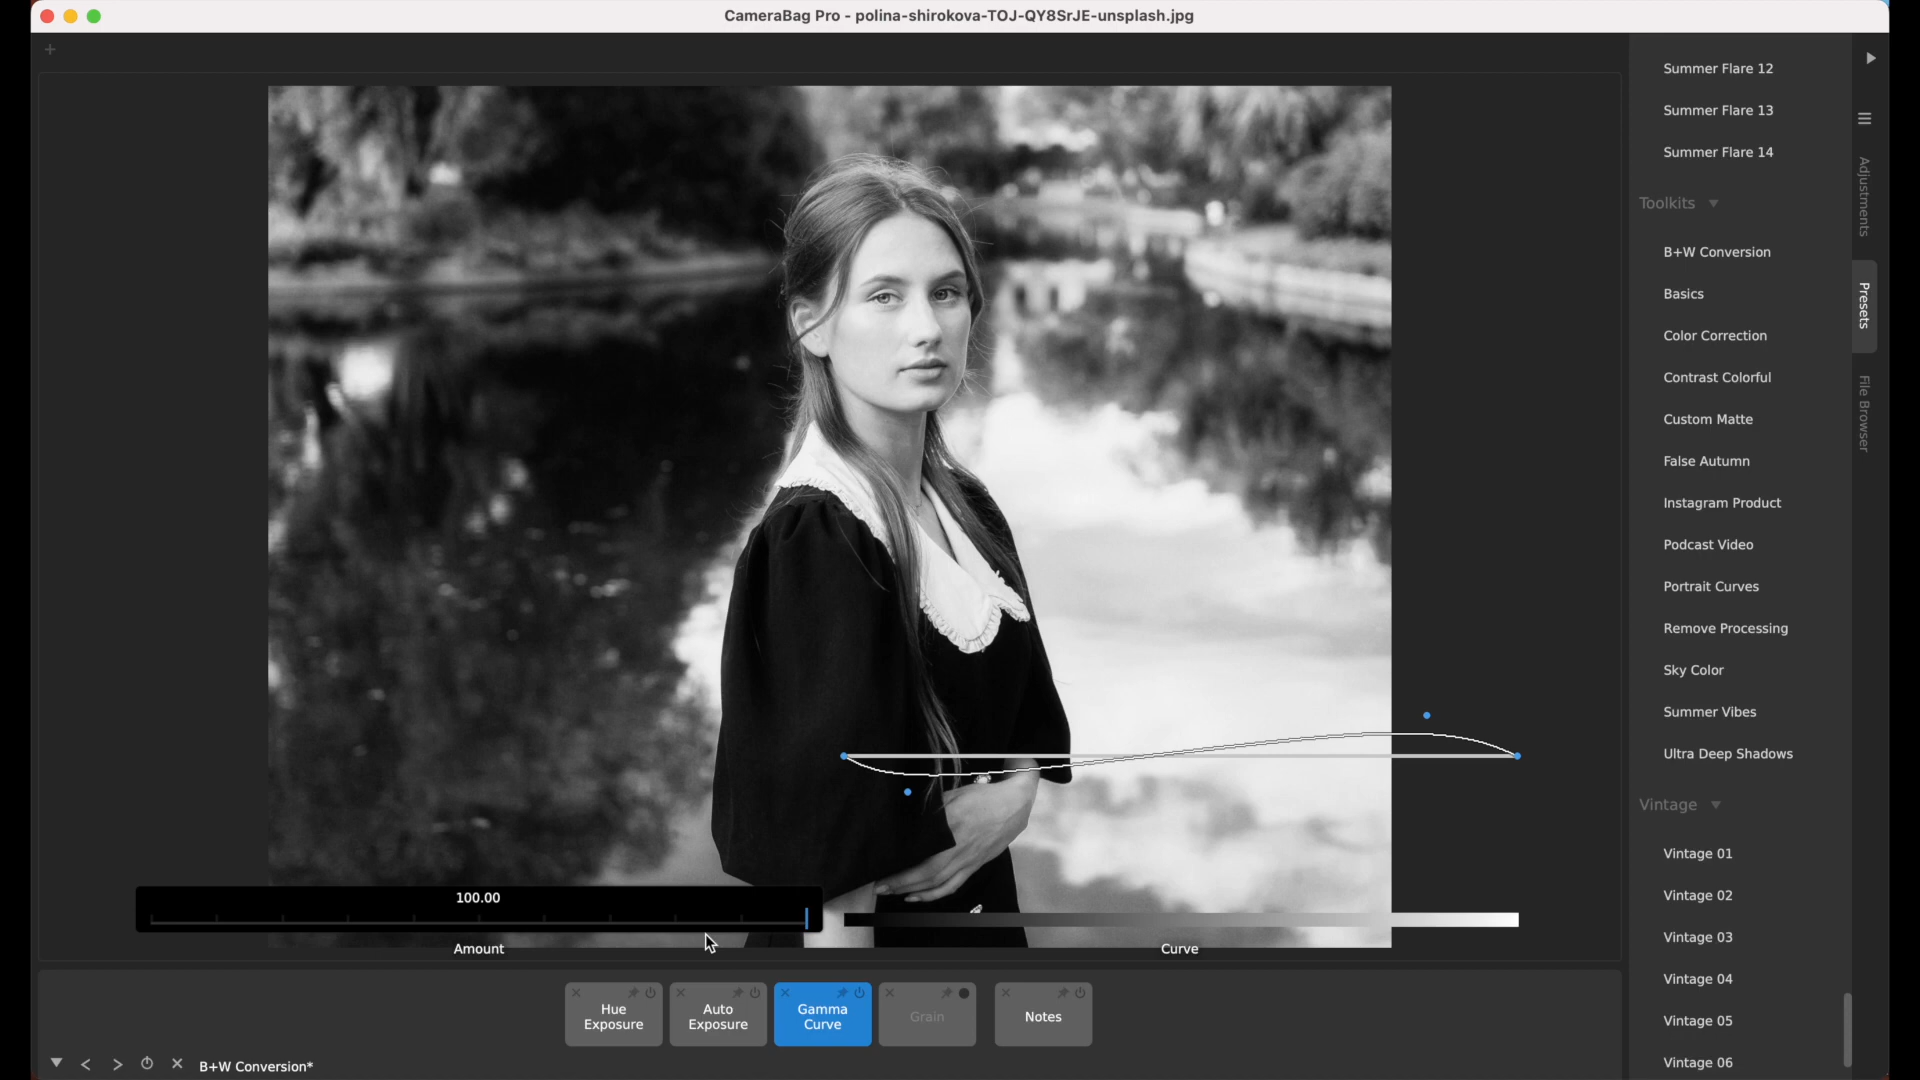 CameraBag Pro - polina-shirokova-TOJ-QY8SrJE-unsplash.jpg
+
Summer Flare 12
Summer Flare 13
Summer Flare 14
Toolkits
B+W Conversion
Basics
Color Correction
Contrast Colorful
Custom Matte
False Autumn
Instagram Product
Podcast Video
Portrait Curves
Remove Processing
Sky Color
Summer Vibes
Ultra Deep Shadows
Vintage
Vintage 01
Vintage 02
Vintage 03
Vintage 04
Vintage 05
Vintage 06
Adjustments
Presets
File Browser
100.00
Amount
Curve
Hue
Exposure
Auto
Exposure
Gamma
Curve
Grain
Notes
B+W Conversion*